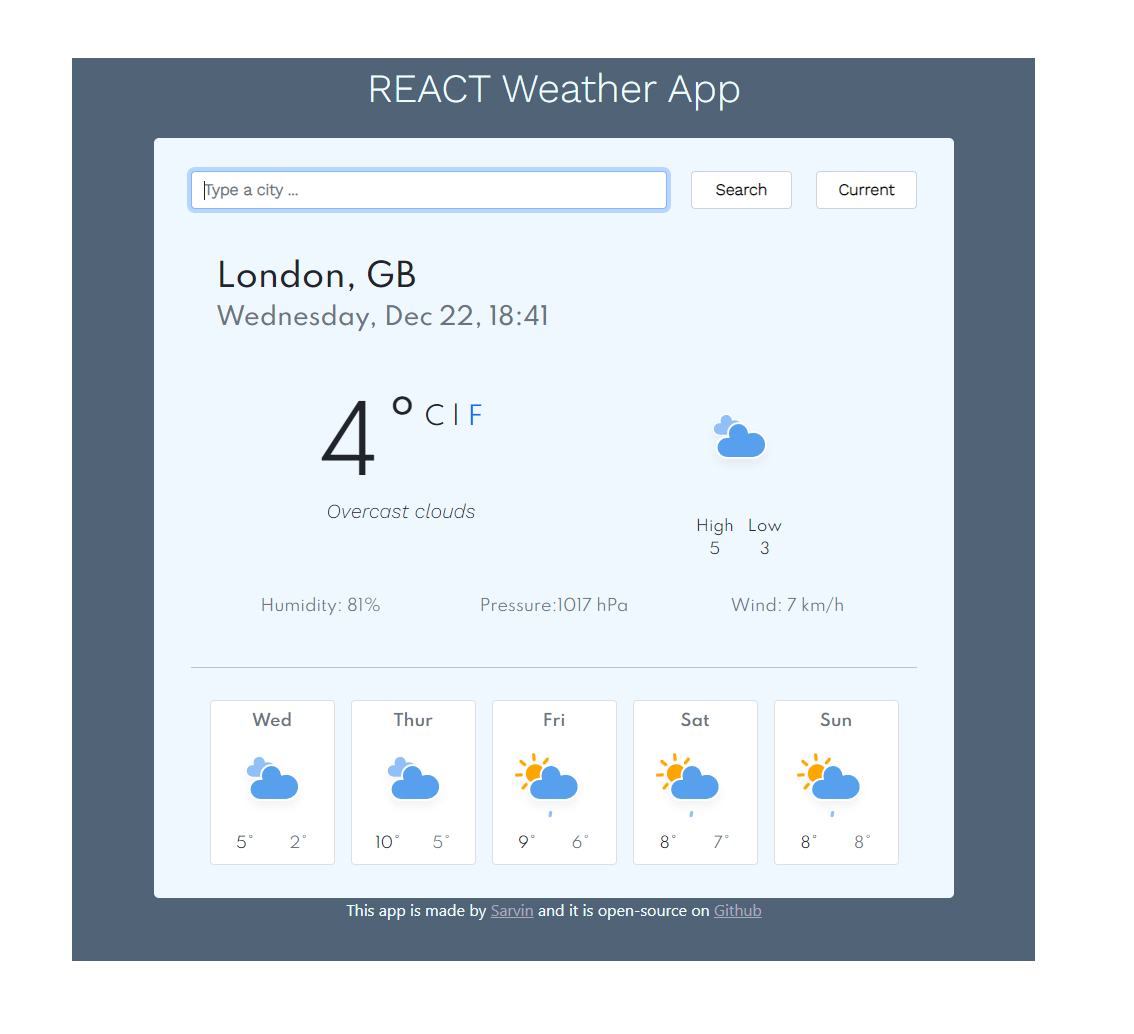 REACT Weather App
Type a city ...
Search
Current
London, GB
Wednesday, Dec 22, 18:41
4 ° C | F
Overcast clouds
High Low
5 3
Humidity: 81% Pressure:1017 hPa Wind: 7 km/h
Wed Thur Fri Sat Sun
5° 2° 10° 5° 9° 6° 8° 7° 8° 8°
This app is made by Sarvin and it is open-source on Github